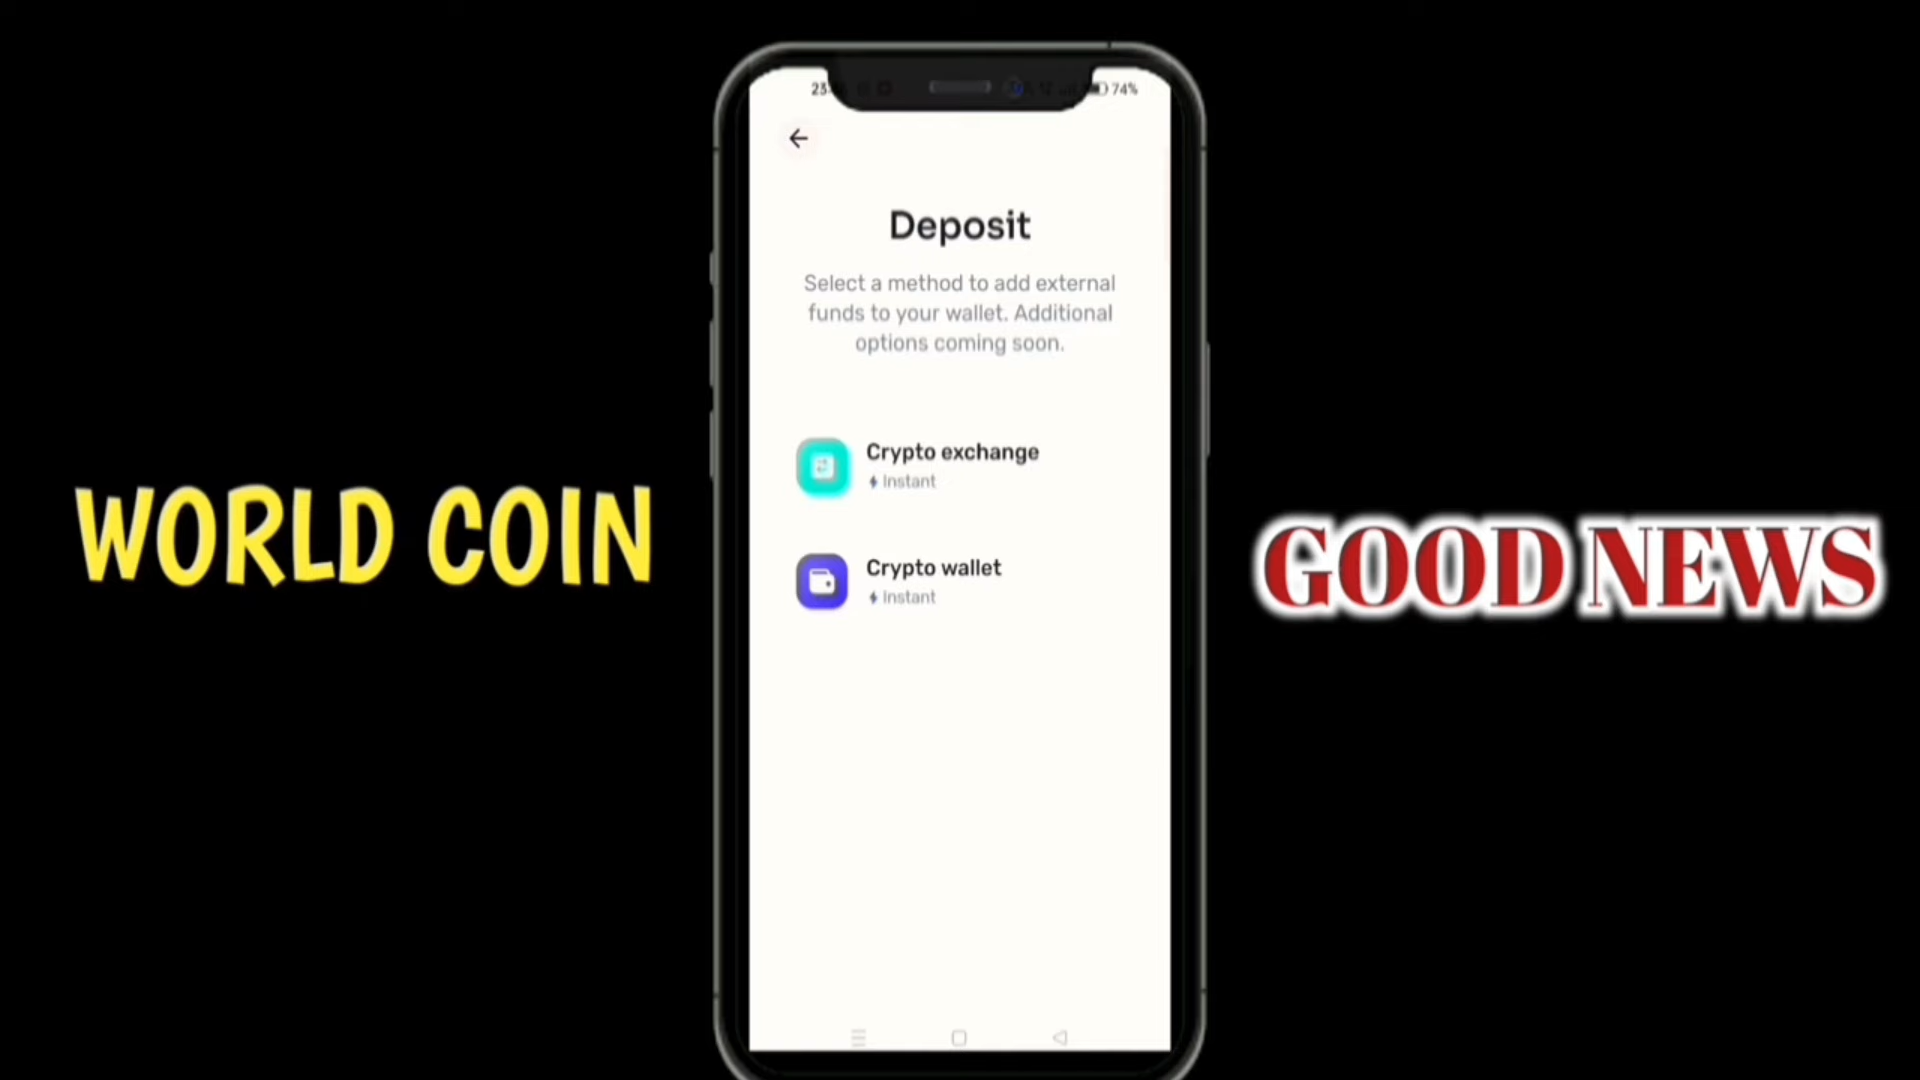 74%
Deposit
Select a method to add external
funds to your wallet. Additional
options coming soon.
Crypto exchange
Instant
Crypto wallet
Instant
WORLD COIN
GOOD NEWS